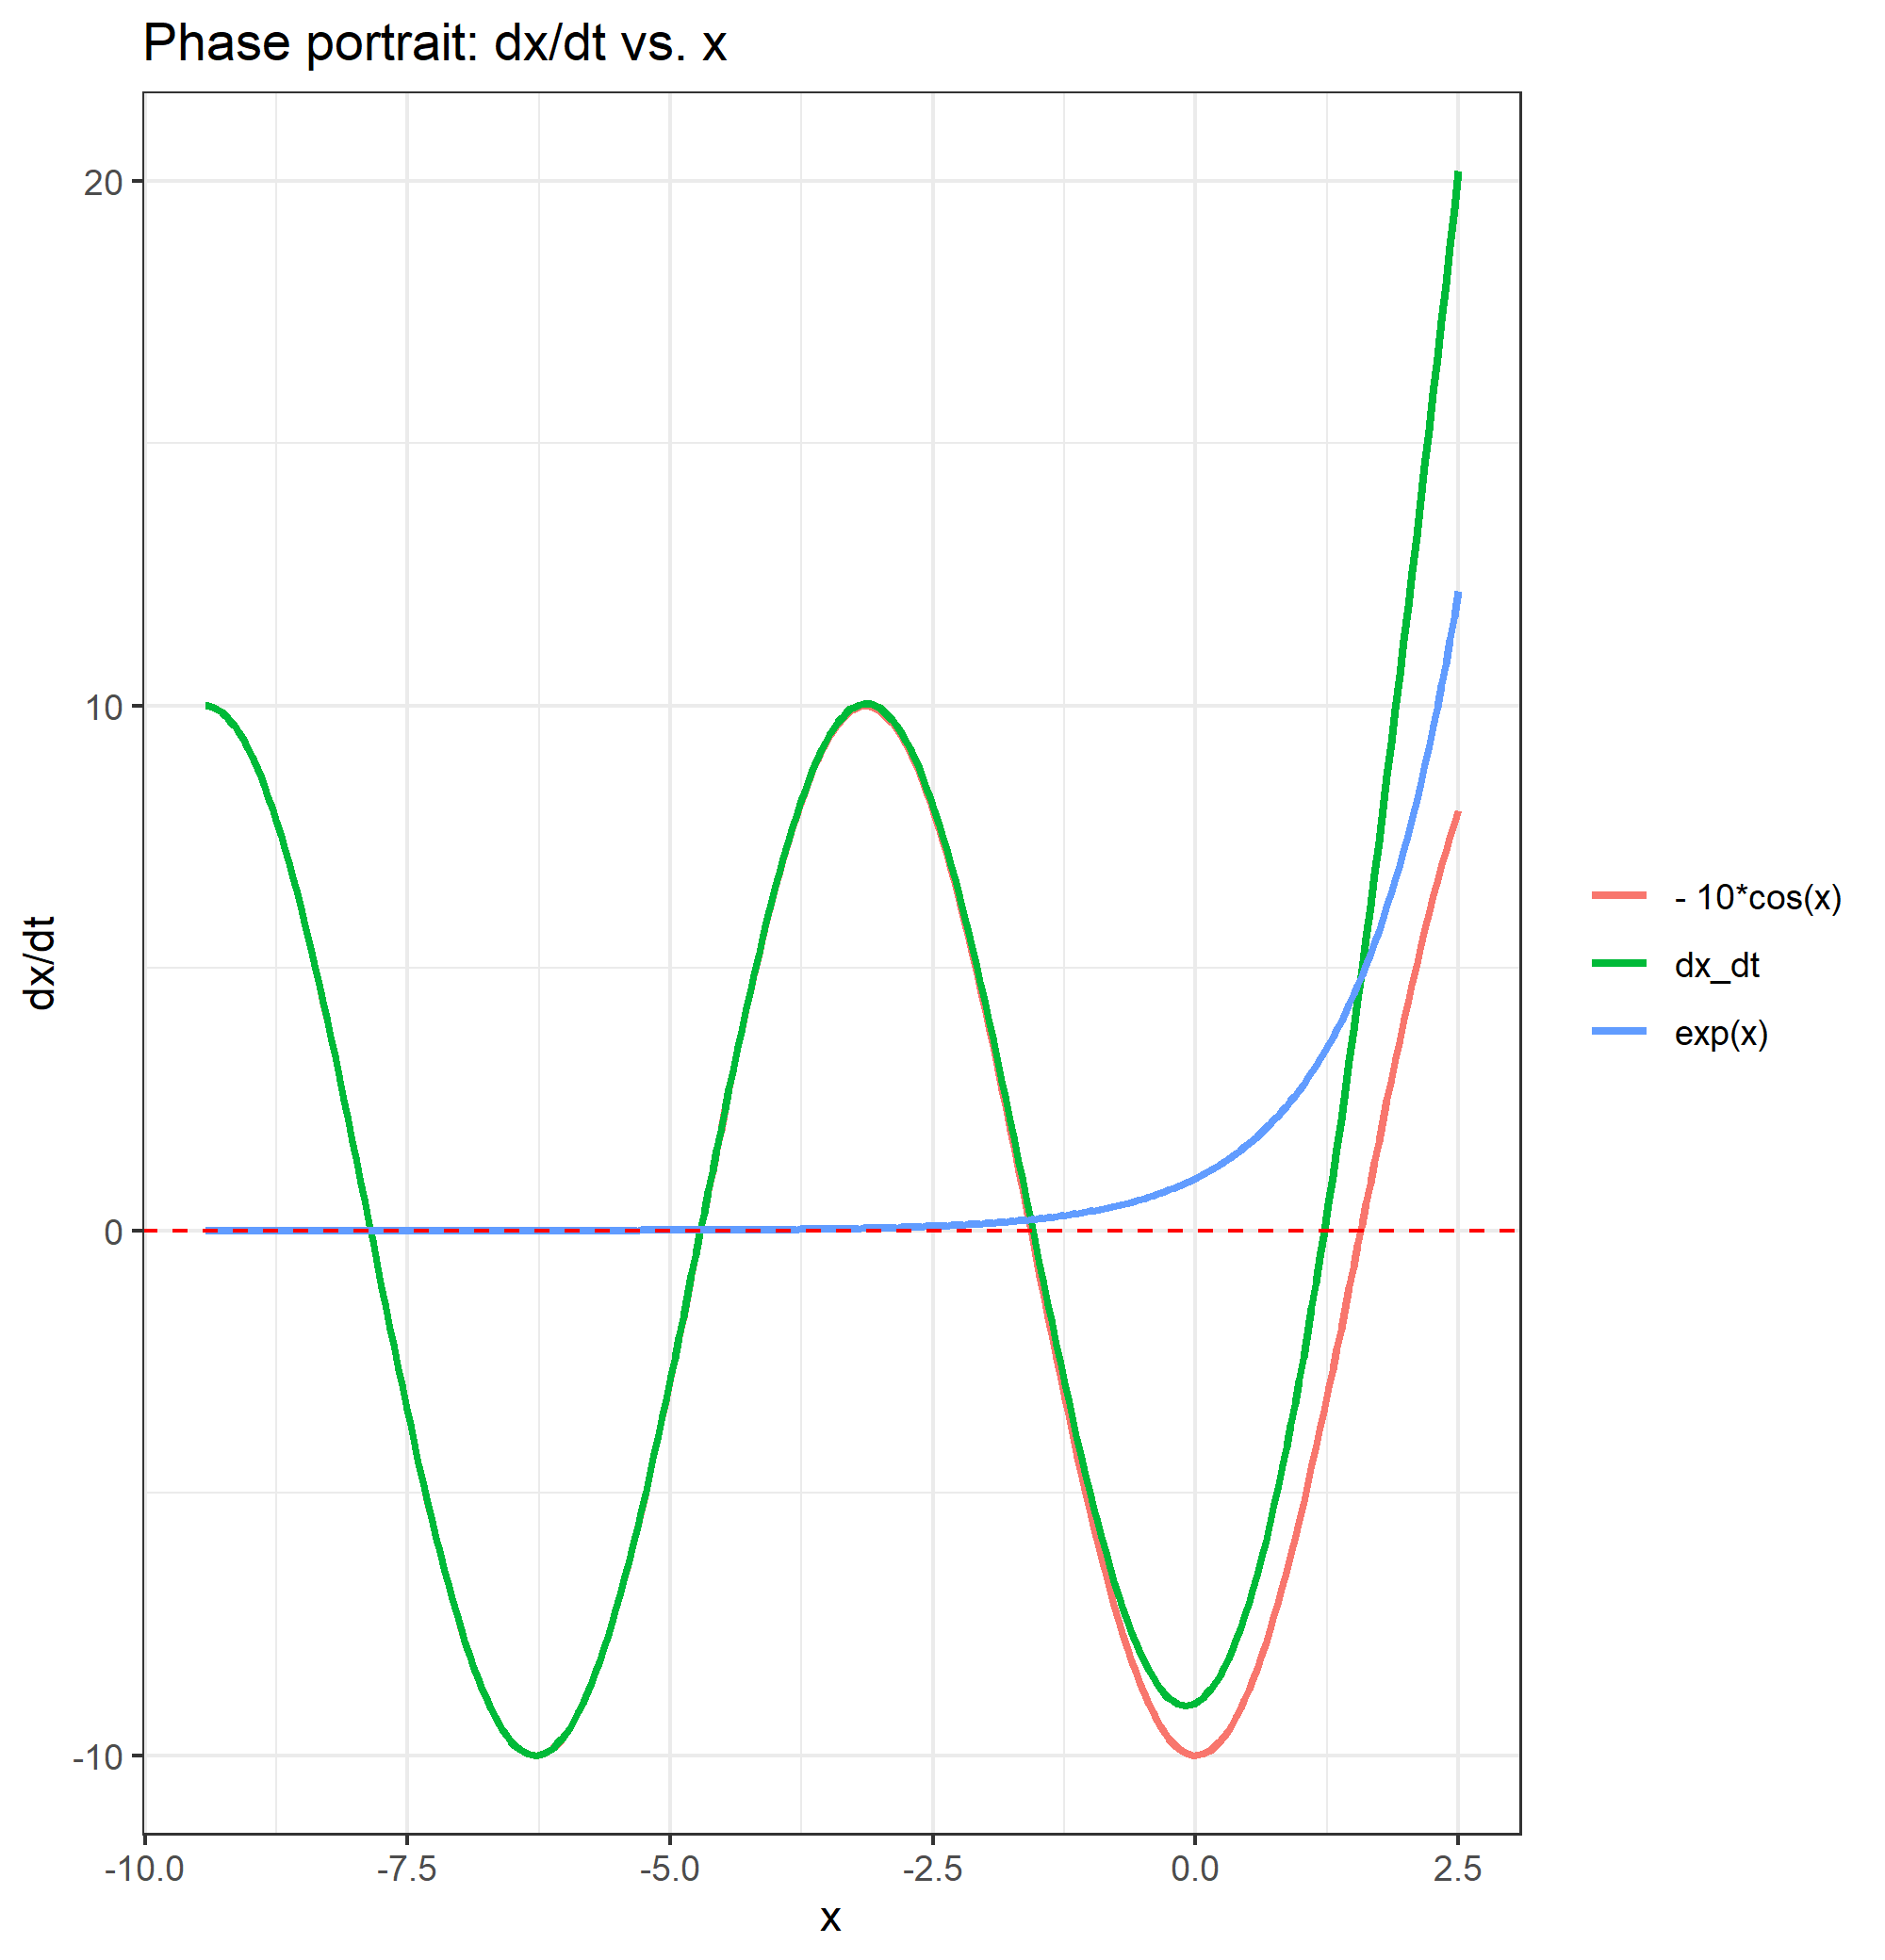 Phase portrait: dx/dt vs. x
20
10
0
-10
dx/dt
-10.0 -7.5 -5.0 -2.5 0.0 2.5
x
- 10*cos(x)
dx_dt
exp(x)